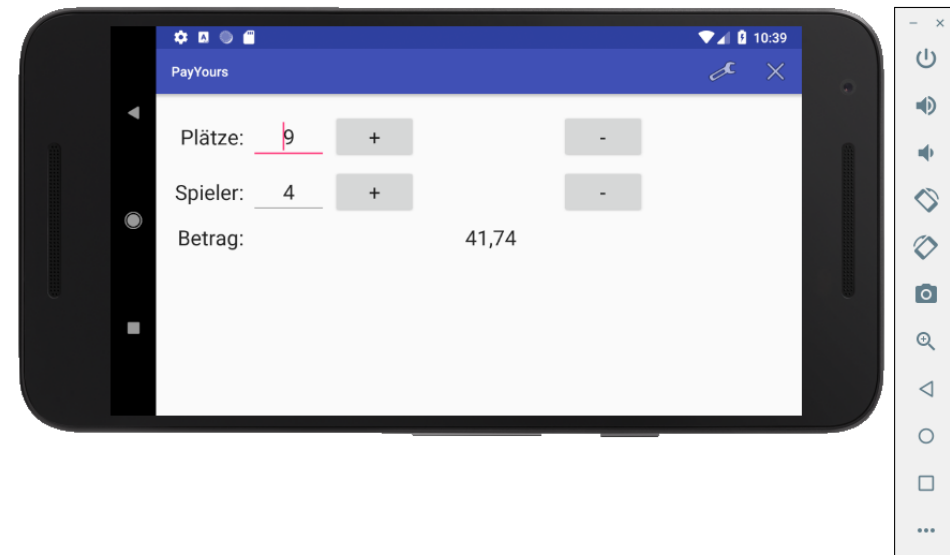 10:39
PayYours
Plätze: 9 + -
Spieler: 4 + -
Betrag: 41,74